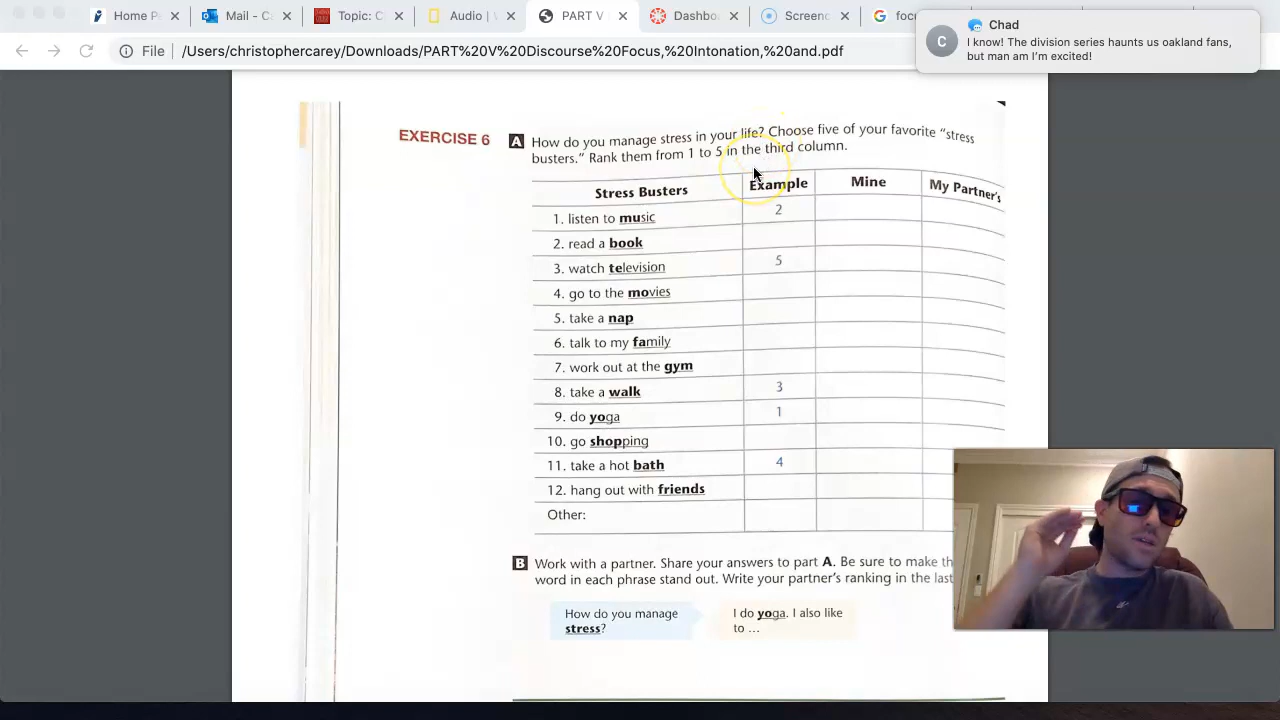 Home P
Mail - C
Topic: C
Audio | V
PART V
Dashb
Screen
foc
File
/Users/christophercarey/Downloads/PART%20V%20Discourse%20Focus,%20Intonation,%20and.pdf
C
Chad
I know! The division series haunts us oakland fans,
but man am I'm excited!
EXERCISE 6
A How do you manage stress in your life? Choose five of your favorite "stress
busters." Rank them from 1 to 5 in the third column.
Stress Busters Example Mine My Partner's
1. listen to music 2
2. read a book
3. watch television 5
4. go to the movies
5. take a nap
6. talk to my family
7. work out at the gym
8. take a walk 3
9. do yoga 1
10. go shopping
11. take a hot bath 4
12. hang out with friends
Other:
B Work with a partner. Share your answers to part A. Be sure to make th
word in each phrase stand out. Write your partner's ranking in the last
How do you manage
stress?
I do yoga. I also like
to ...